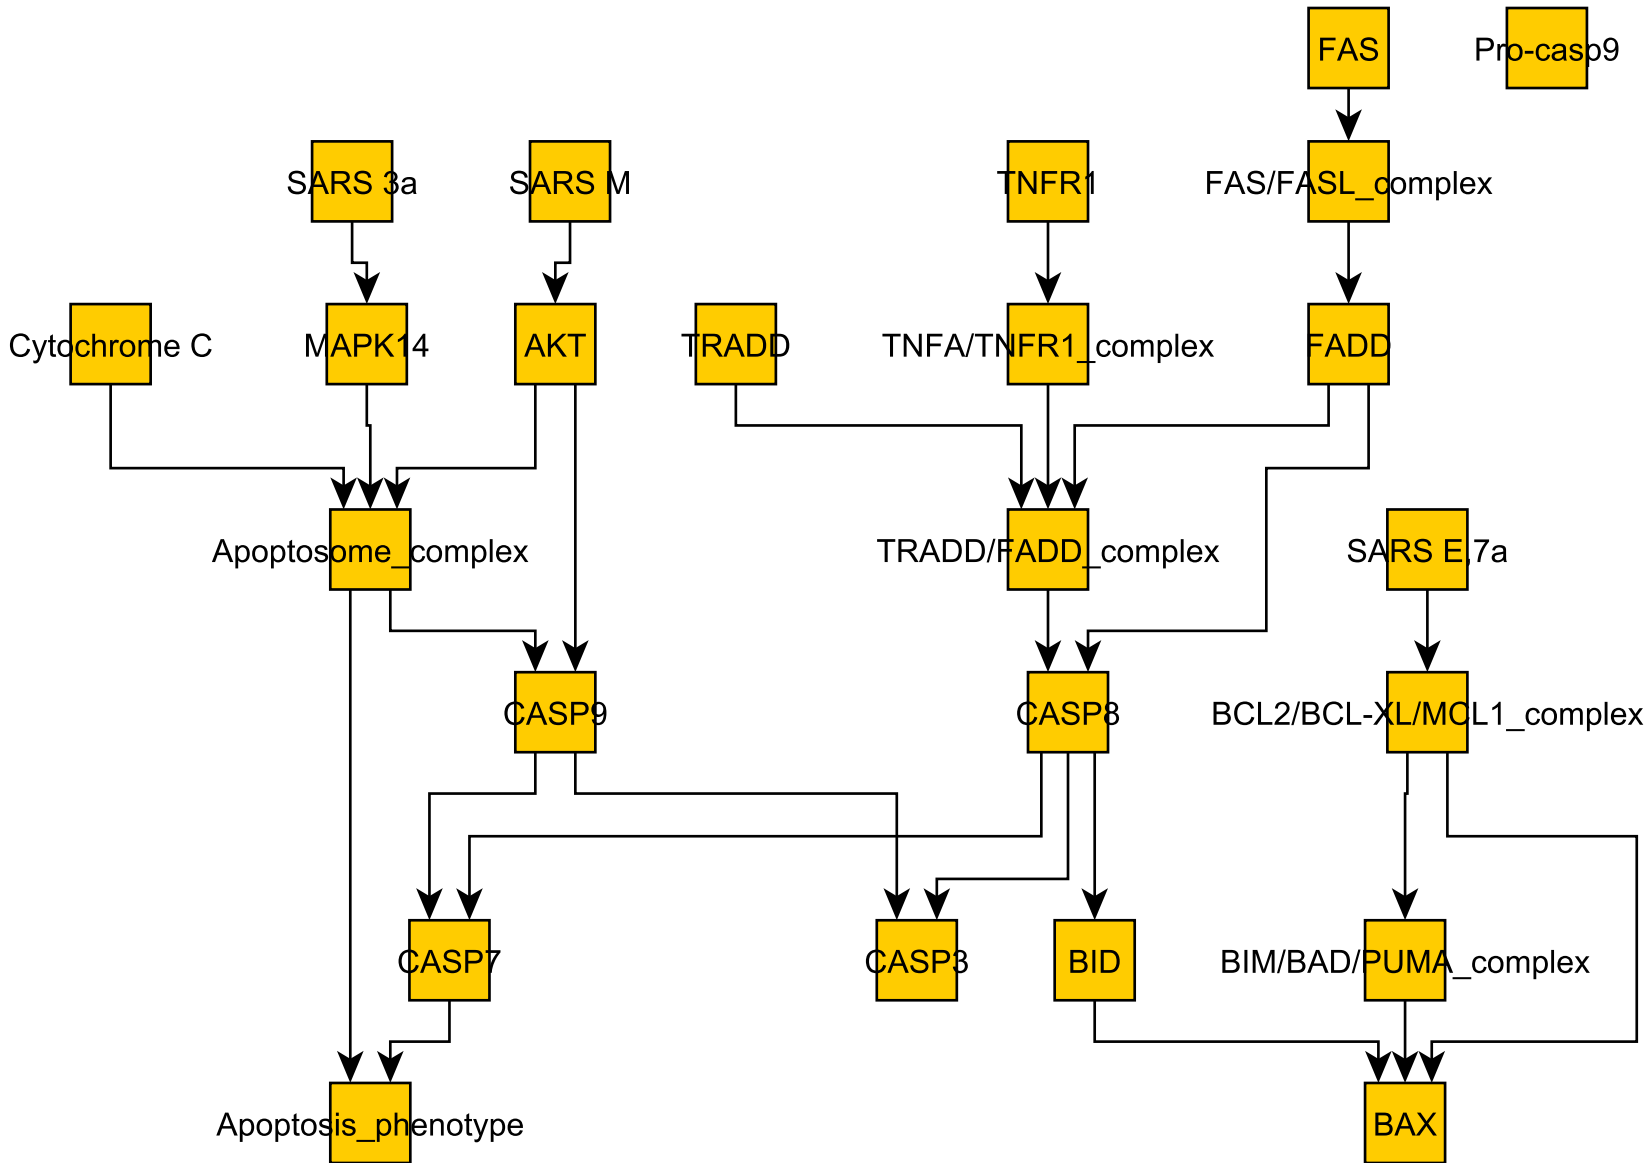 FAS
Pro-casp9
SARS 3a
SARS M
TNFR1
FAS/FASL_complex
Cytochrome C
MAPK14
AKT
TRADD
TNFA/TNFR1_complex
FADD
Apoptosome_complex
TRADD/FADD_complex
SARS E,7a
CASP9
CASP8
BCL2/BCL-XL/MCL1_complex
CASP7
CASP3
BID
BIM/BAD/PUMA_complex
Apoptosis_phenotype
BAX